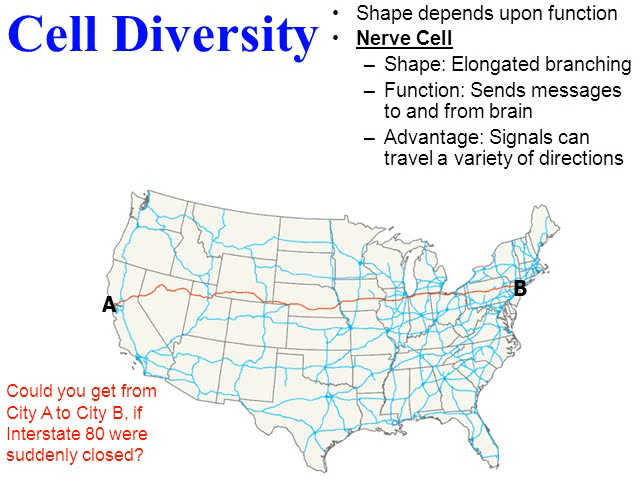 Cell Diversity
• Shape depends upon function
• Nerve Cell
– Shape: Elongated branching
– Function: Sends messages
to and from brain
– Advantage: Signals can
travel a variety of directions
A
B
Could you get from
City A to City B, if
Interstate 80 were
suddenly closed?